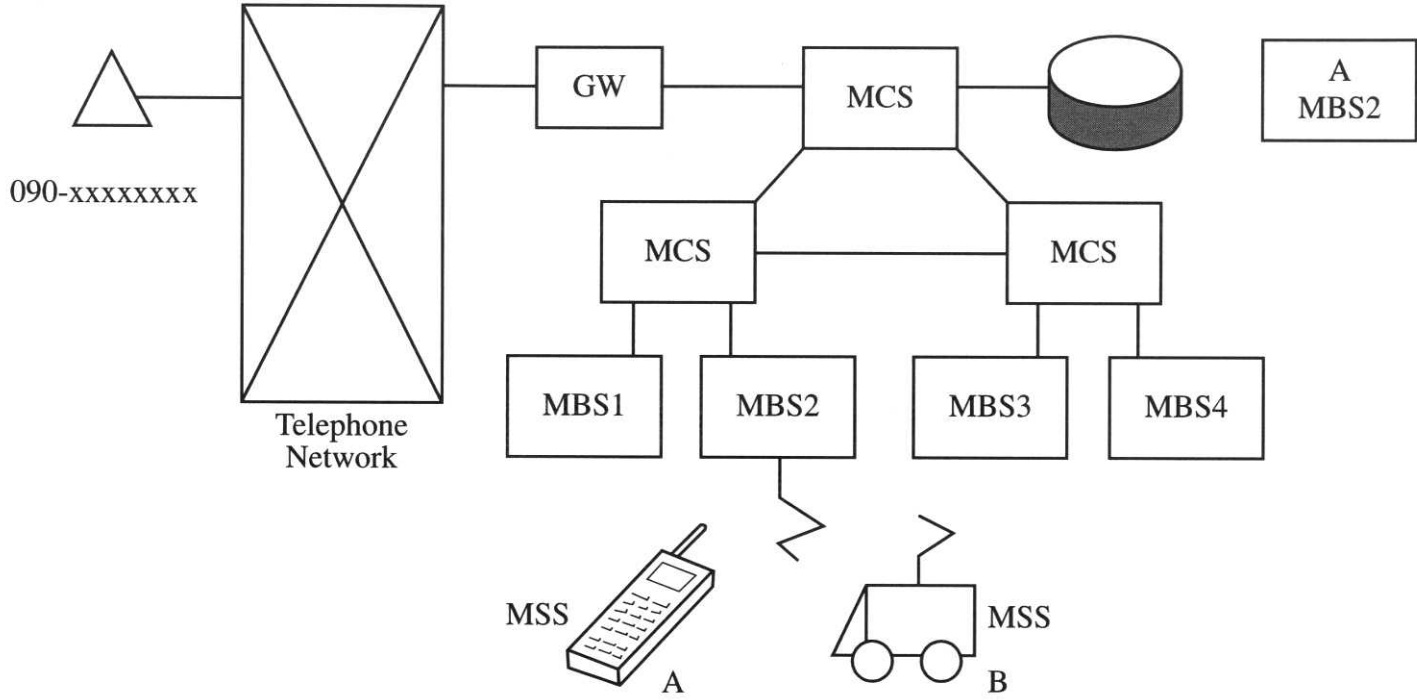 GW
MCS
A
MBS2
090-xxxxxxxx
MCS
MCS
MBS1
MBS2
MBS3
MBS4
Telephone
Network
MSS
A
MSS
B